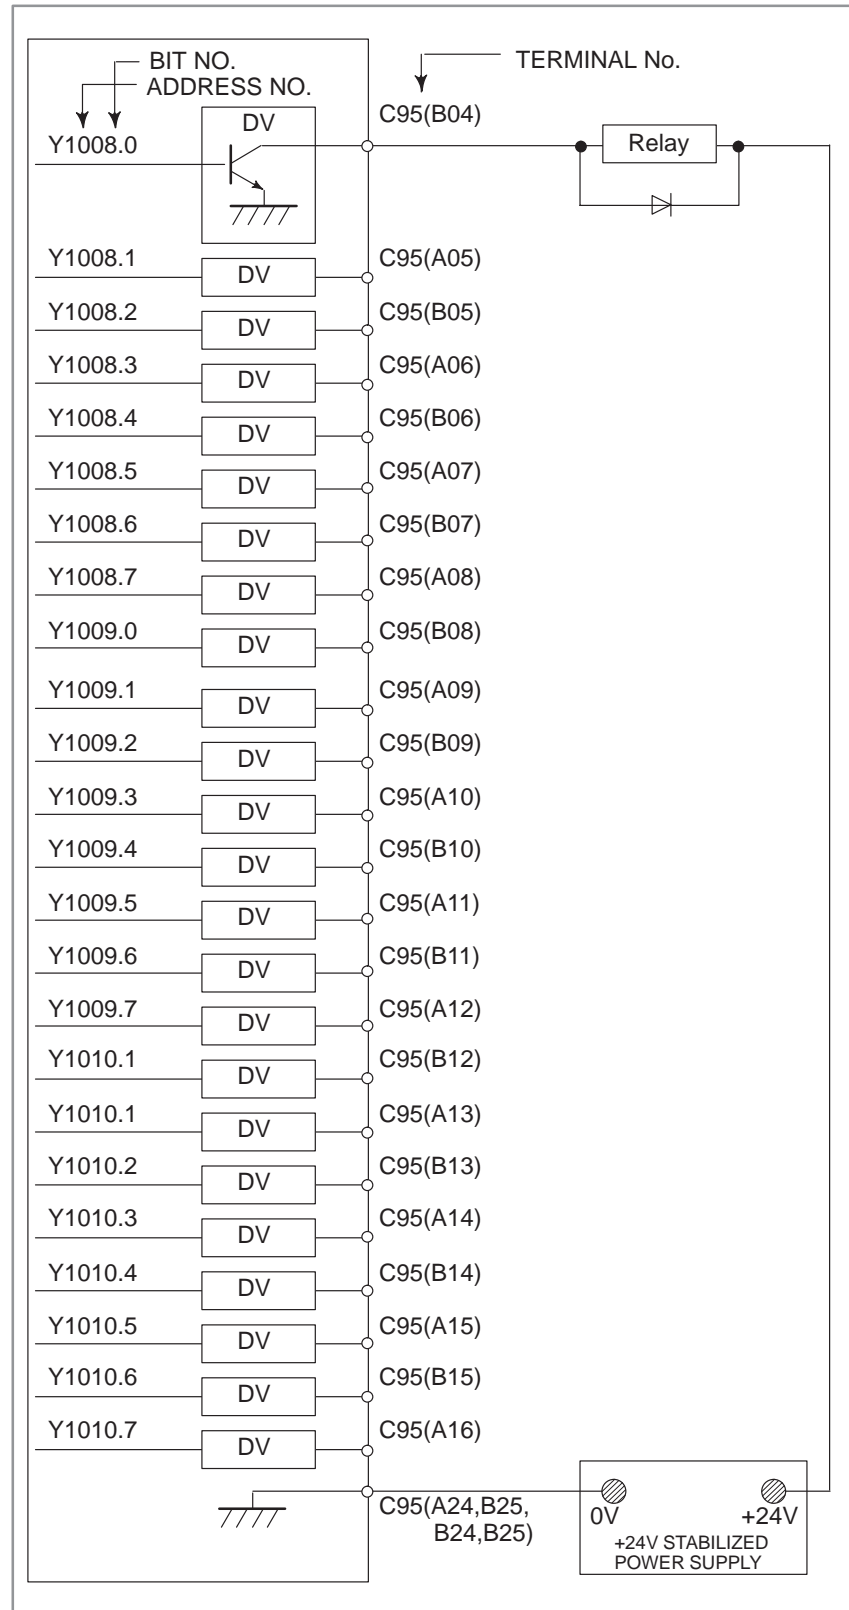 BIT NO.
TERMINAL No.
ADDRESS NO.
C95(B04)
DV
Y1008.0
Relay
Y1008.1 DV C95(A05)
Y1008.2 DV C95(B05)
Y1008.3 DV C95(A06)
Y1008.4 DV C95(B06)
Y1008.5 DV C95(A07)
Y1008.6 DV C95(B07)
Y1008.7 DV C95(A08)
Y1009.0 DV C95(B08)
Y1009.1 DV C95(A09)
Y1009.2 DV C95(B09)
Y1009.3 DV C95(A10)
Y1009.4 DV C95(B10)
Y1009.5 DV C95(A11)
Y1009.6 DV C95(B11)
Y1009.7 DV C95(A12)
Y1010.1 DV C95(B12)
Y1010.1 DV C95(A13)
Y1010.2 DV C95(B13)
Y1010.3 DV C95(A14)
Y1010.4 DV C95(B14)
Y1010.5 DV C95(A15)
Y1010.6 DV C95(B15)
Y1010.7 DV C95(A16)
C95(A24,B25,
B24,B25)
0V +24V
+24V STABILIZED
POWER SUPPLY